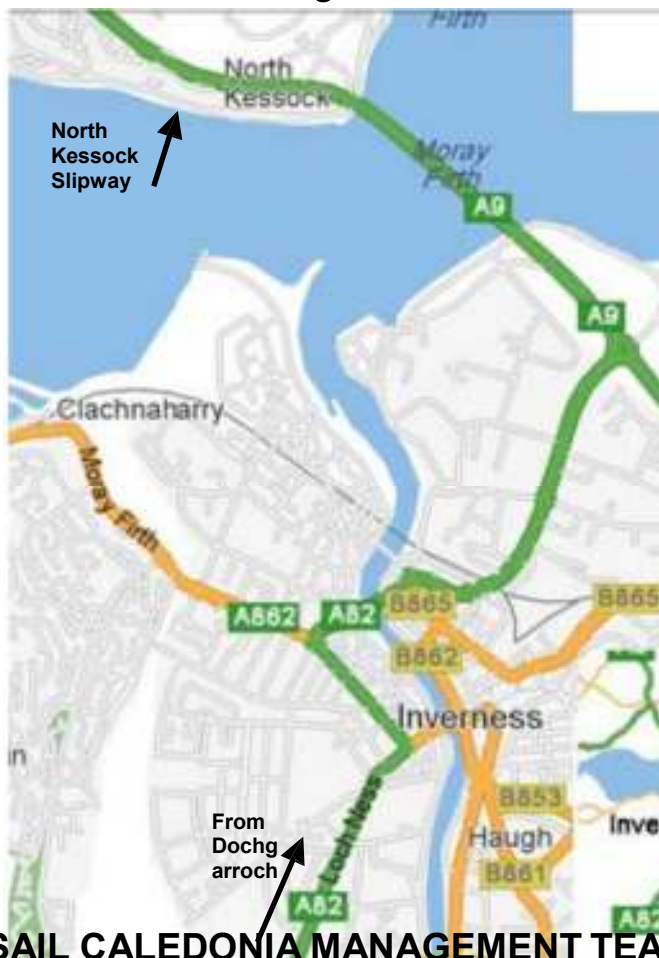 Firth
North
Kessock
North
Kessock
Slipway
Moray
Firth
A9
A9
Clachnaharry
Moray Firth
A862
A82
B865
B865
B862
Inverness
B853
Inve
From
Dochg
arroch
Loch Ness
Haugh
B861
A82
A82
SAIL CALEDONIA MANAGEMENT TEA